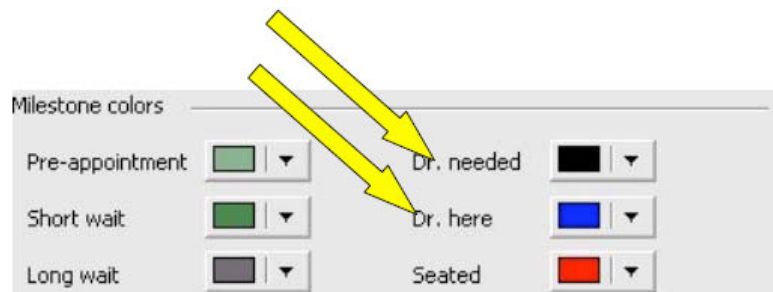 Milestone colors
Pre-appointment
Dr. needed
Short wait
Dr. here
Long wait
Seated